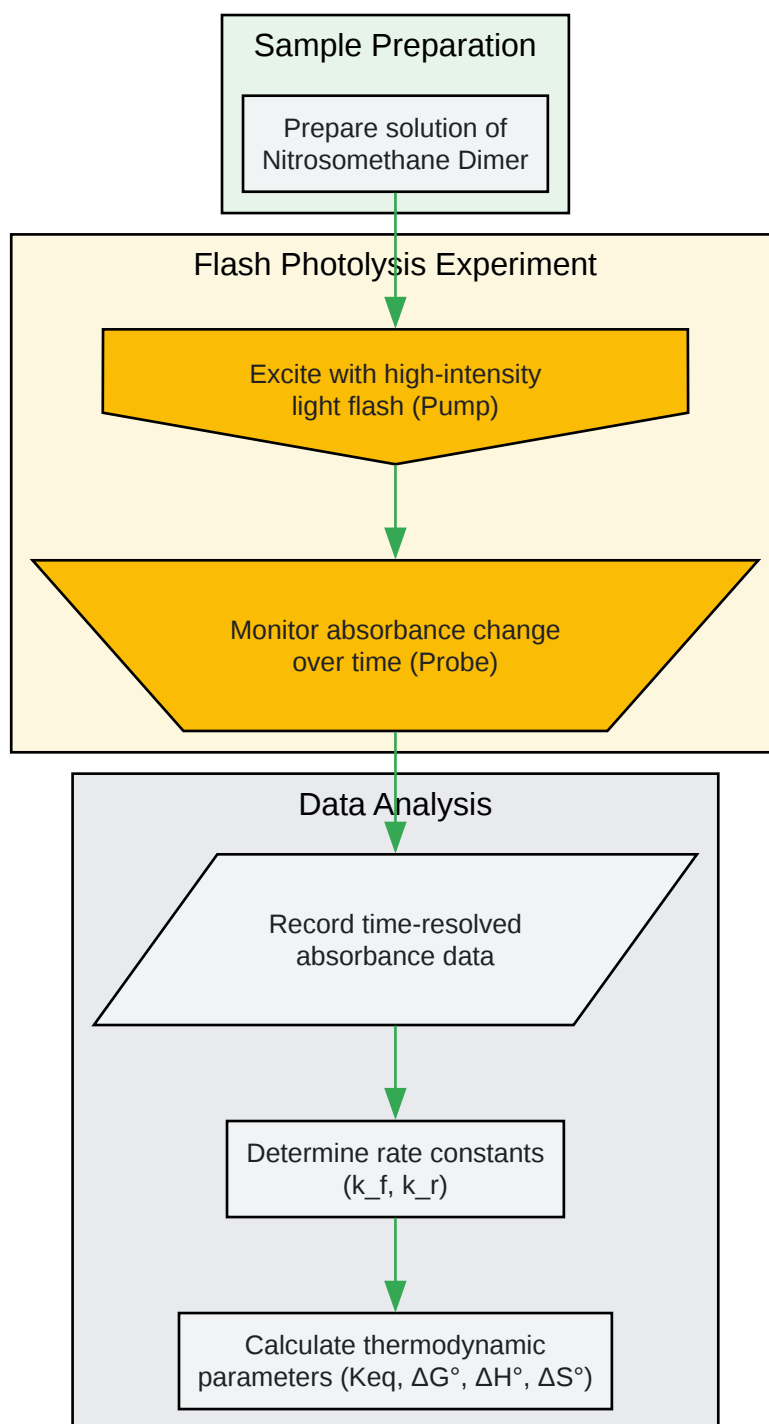 Sample Preparation
Prepare solution of
Nitrosomethane Dimer
Flash Photolysis Experiment
Excite with high-intensity
light flash (Pump)
Monitor absorbance change
over time (Probe)
Data Analysis
Record time-resolved
absorbance data
Determine rate constants
(k_f, k_r)
Calculate thermodynamic
parameters (Keq, ΔG°, ΔH°, ΔS°)